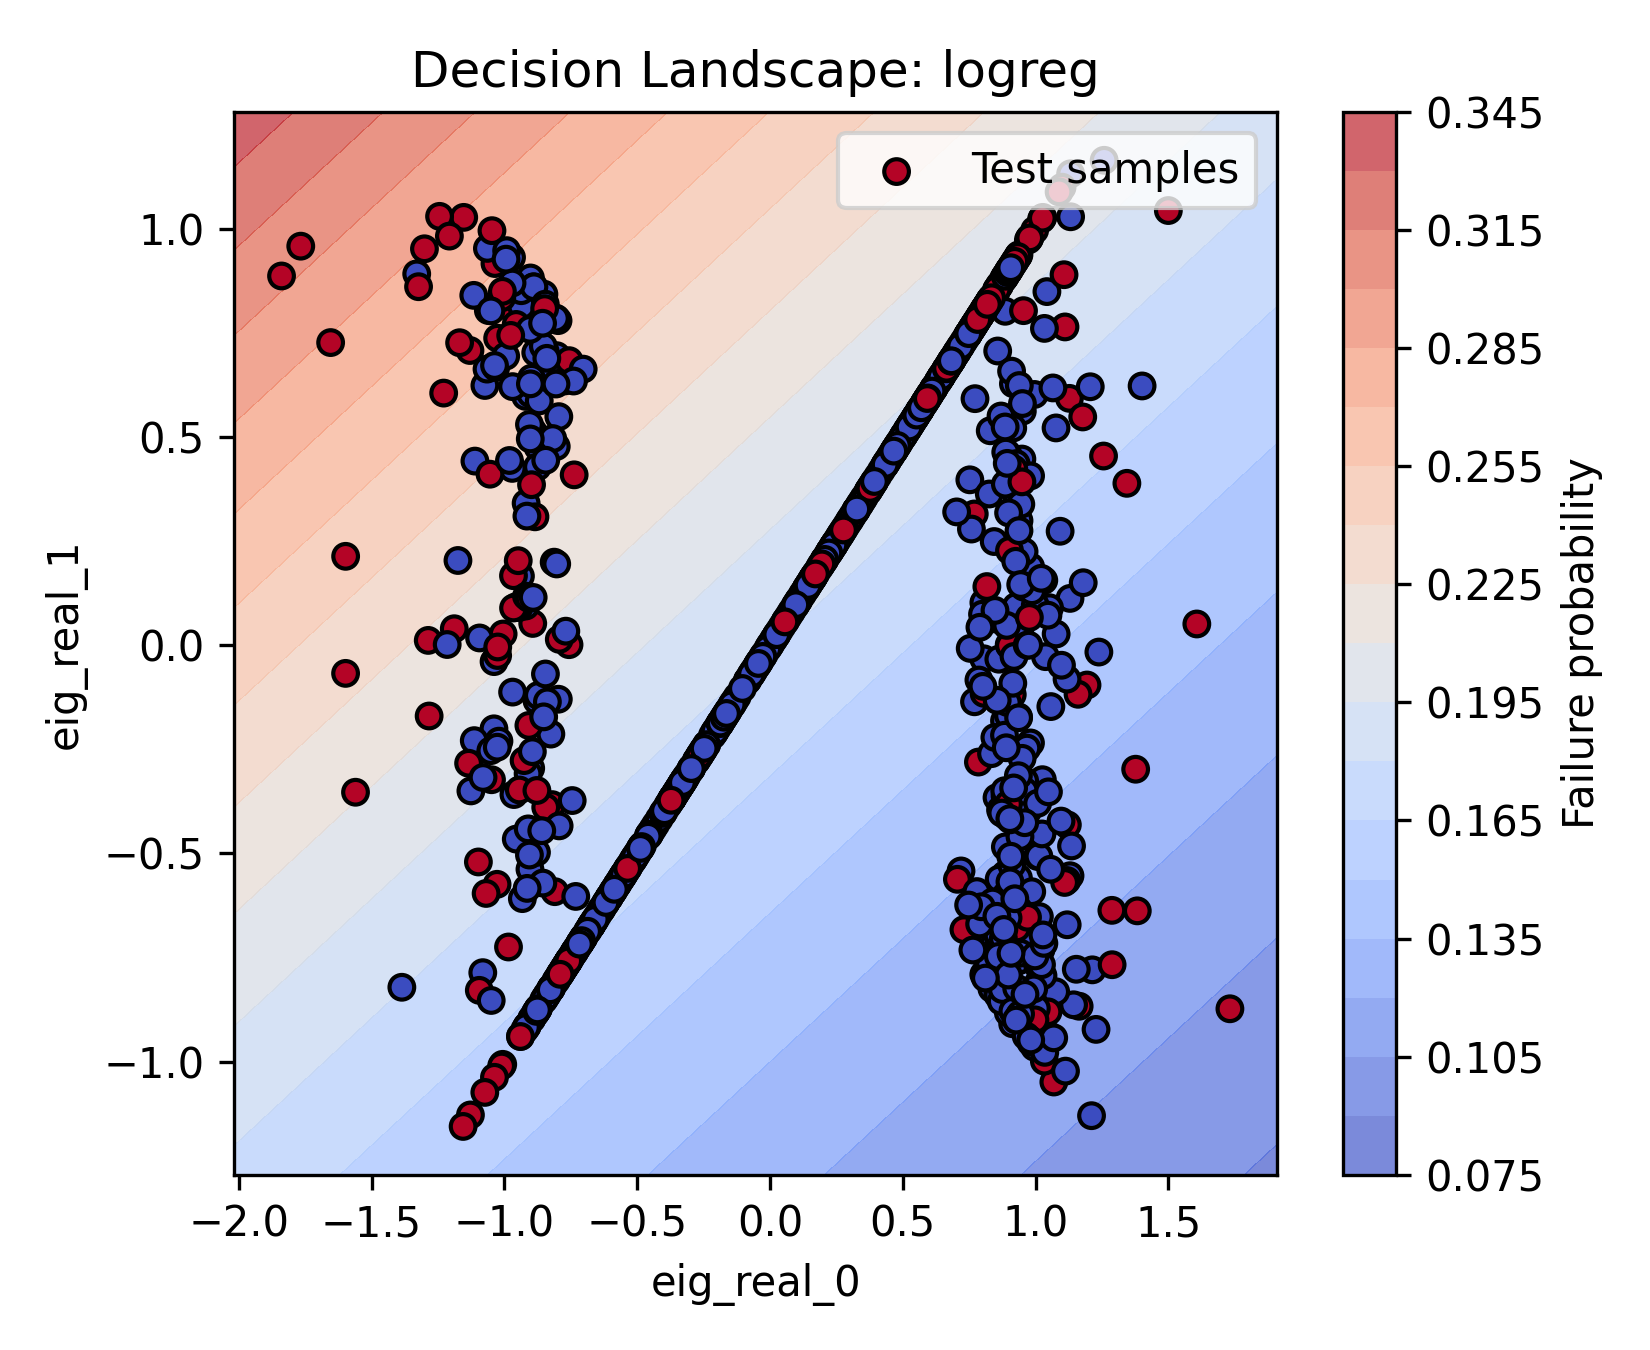 Decision Landscape: logreg
Test samples
eig_real_1
1.0
0.5
0.0
−0.5
−1.0
−2.0 −1.5 −1.0 −0.5 0.0 0.5 1.0 1.5
eig_real_0
0.345
0.315
0.285
0.255
0.225
0.195
0.165
0.135
0.105
0.075
Failure probability